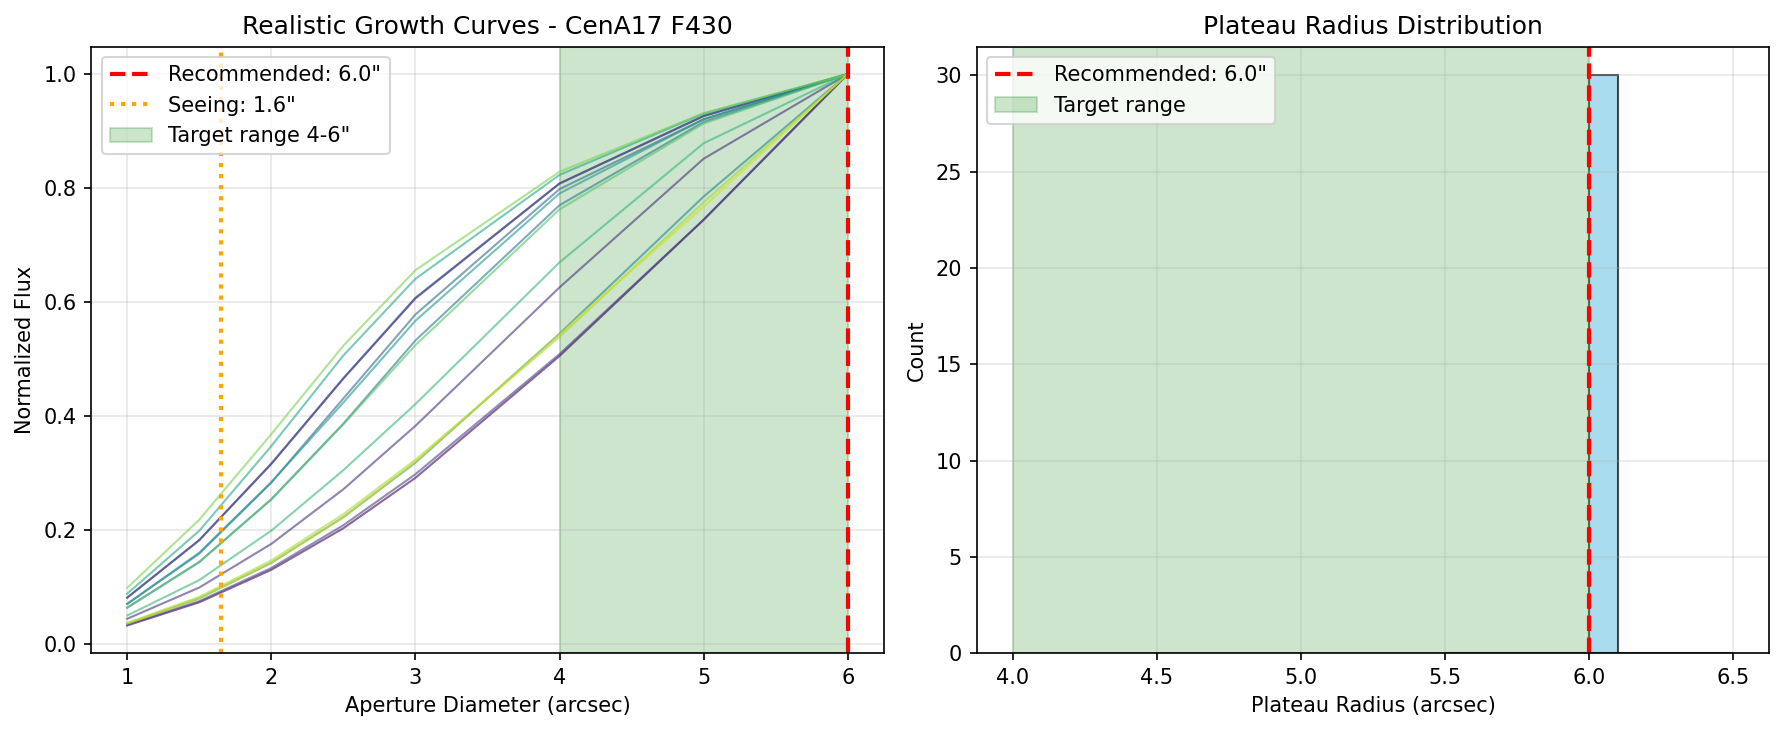 Realistic Growth Curves - CenA17 F430
Recommended: 6.0"
Seeing: 1.6"
Target range 4-6"
Normalized Flux
1.0
0.8
0.6
0.4
0.2
0.0
1 2 3 4 5 6
Aperture Diameter (arcsec)
Plateau Radius Distribution
Recommended: 6.0"
Target range
Count
30
25
20
15
10
5
0
4.0 4.5 5.0 5.5 6.0 6.5
Plateau Radius (arcsec)